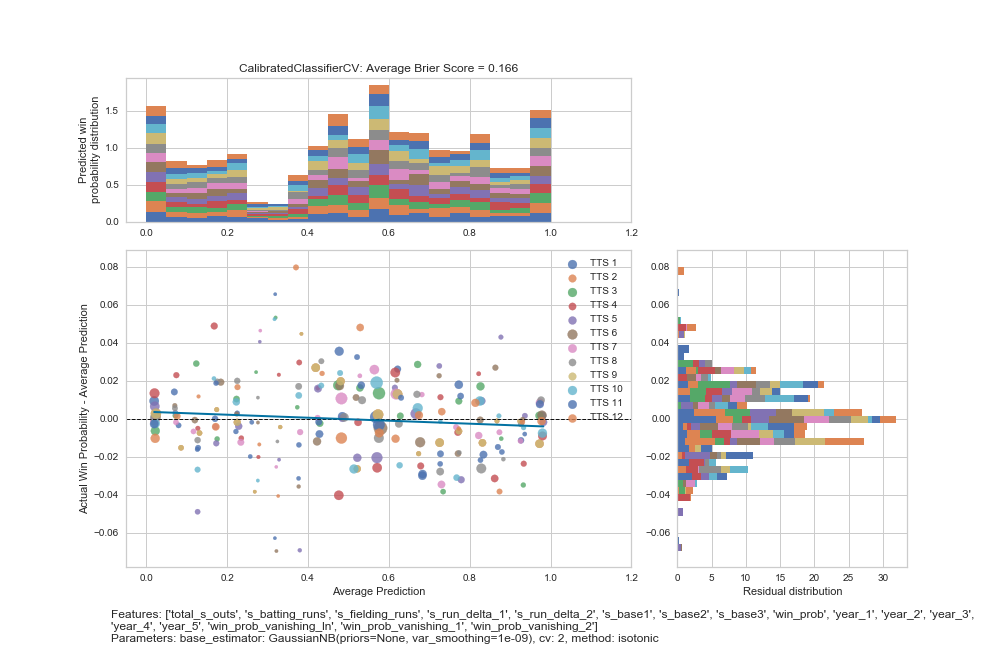 CalibratedClassifierCV: Average Brier Score = 0.166
Predicted win
probability distribution
1.5
1.0
0.5
0.0
0.0 0.2 0.4 0.6 0.8 1.0 1.2
Actual Win Probability - Average Prediction
0.08
0.06
0.04
0.02
0.00
−0.02
−0.04
−0.06
TTS 1
TTS 2
TTS 3
TTS 4
TTS 5
TTS 6
TTS 7
TTS 8
TTS 9
TTS 10
TTS 11
TTS 12
0.0 0.2 0.4 0.6 0.8 1.0 1.2
Average Prediction
0.08
0.06
0.04
0.02
0.00
−0.02
−0.04
−0.06
0 5 10 15 20 25 30
Residual distribution
Features: ['total_s_outs', 's_batting_runs', 's_fielding_runs', 's_run_delta_1', 's_run_delta_2', 's_base1', 's_base2', 's_base3', 'win_prob', 'year_1', 'year_2', 'year_3',
'year_4', 'year_5', 'win_prob_vanishing_ln', 'win_prob_vanishing_1', 'win_prob_vanishing_2']
Parameters: base_estimator: GaussianNB(priors=None, var_smoothing=1e-09), cv: 2, method: isotonic